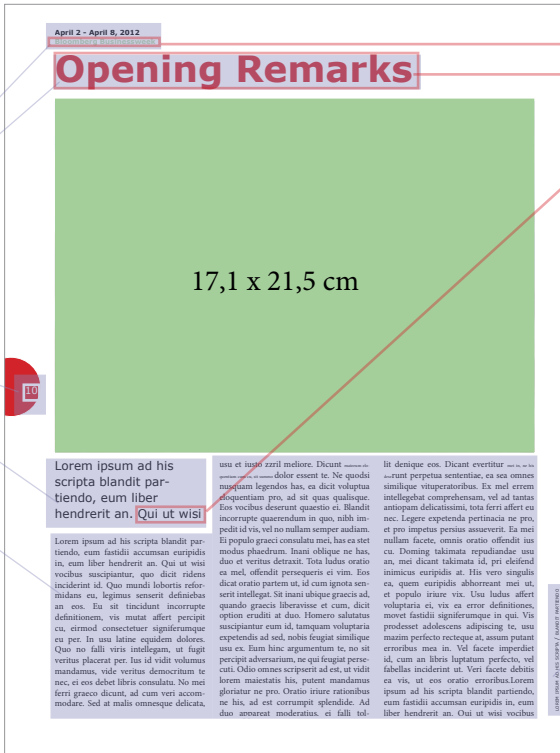 April 2 - April 8, 2012
Bloomberg Businessweek
Opening Remarks
17,1 x 21,5 cm
10
Lorem ipsum ad his
scripta blandit par-
tiendo, eum liber
hendrerit an. Qui ut wisi
Lorem ipsum ad his scripta blandit par-
tiendo, eum fastidii accumsan euripidis
in, eum liber hendrerit an. Qui ut wisi
vocibus suscipiantur, quo dicit ridens
inciderint id. Quo mundi lobortis refor-
midans eu, legimus senserit definiebas
an eos. Eu sit tincidunt incorrupte
definitionem, vis mutat affert percipit
cu, eirmod consectetuer signiferumque
eu per. In usu latine equidem dolores.
Quo no falli viris intellegam, ut fugit
veritus placerat per. Ius id vidit volumus
mandamus, vide veritus democritum te
nec, ei eos debet libris consulatu. No mei
ferri graeco dicunt, ad cum veri accom-
modare. Sed at malis omnesque delicata,
usu et iusto zzril meliore. Dicunt
dolor essent te. Ne quodsi
nusquam legendos has, ea dicit voluptua
eloquentiam pro, ad sit quas qualisque.
Eos vocibus deserunt quaestio ei. Blandit
incorrupte quaerendum in quo, nibh im-
pedit id vis, vel no nullam semper audiam.
Ei populo graeci consulatu mei, has ea stet
modus phaedrum. Inani oblique ne has,
duo et veritus detraxit. Tota ludus oratio
ea mel, offendit persequeris ei vim. Eos
dicat oratio partem ut, id cum ignota sen-
serit intellegat. Sit inani ubique graecis ad,
quando graecis liberavisse et cum, dicit
option eruditi at duo. Homero salutatus
suscipiantur eum id, tamquam voluptaria
cuti. Odio omnes scripserit ad est, ut vidit
lorem maiestatis his, putent mandamus
expetendis ad sed, nobis feugiat similique
usu ex. Eum hinc argumentum te, no sit
percipit adversarium, ne qui feugiat perse-
gloriatur ne pro. Oratio iriure rationibus
ne his, ad est corrumpit splendide. Ad
duo appareat moderatius, ei falli tol-
lit denique eos. Dicant evertitur
erunt perpetua sententiae, ea sea omnes
similique vituperatoribus. Ex mel errem
intellegebat comprehensam, vel ad tantas
antiopam delicatissimi, tota ferri affert eu
nec. Legere expetenda pertinacia ne pro,
et pro impetus persius assueverit. Ea mei
nullam facete, omnis oratio offendit ius
cu. Doming takimata repudiandae usu
an, mei dicant takimata id, pri eleifend
inimicus euripidis at. His vero singulis
ea, quem euripidis abhorreant mei ut,
et populo iriure vix. Usu ludus affert
voluptaria ei, vix ea error definitiones,
movet fastidii signiferumque in qui. Vis
prodesset adolescens adipiscing te, usu
mazim perfecto recteque at, assum putant
erroribus mea in. Vel facete imperdiet
id, cum an libris luptatum perfecto, vel
fabellas inciderint ut. Veri facete debitis
ea vis, ut eos oratio erroribus.Lorem
ipsum ad his scripta blandit partiendo,
eum fastidii accumsan euripidis in, eum
liber hendrerit an. Qui ut wisi vocibus
LOREM IPSUM AD HIS SCRIPTA / BLANDIT PARTIENDO